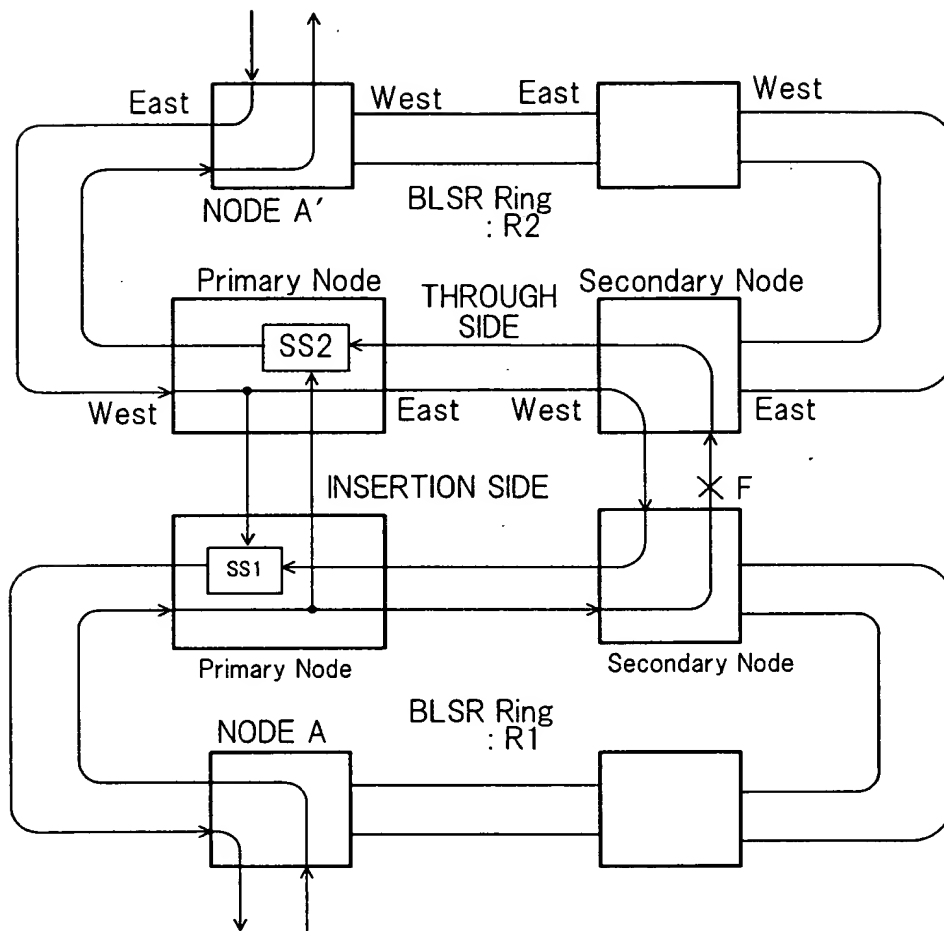 East
West
East
West
NODE A′
BLSR Ring
: R2
Primary Node
THROUGH
SIDE
Secondary Node
SS2
West
East
West
East
INSERTION SIDE
F
SS1
Primary Node
Secondary Node
BLSR Ring
: R1
NODE A